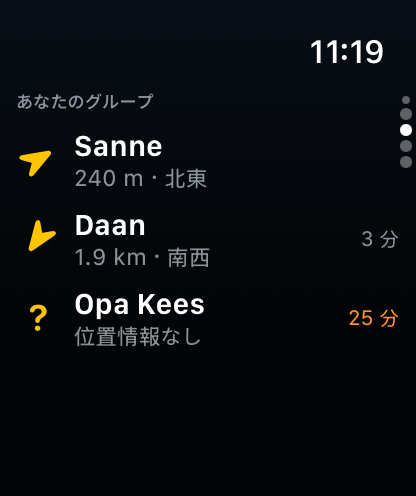 11:19
あなたのグループ
Sanne
240 m · 北東
Daan
1.9 km · 南西
3 分
?
Opa Kees
位置情報なし
25 分